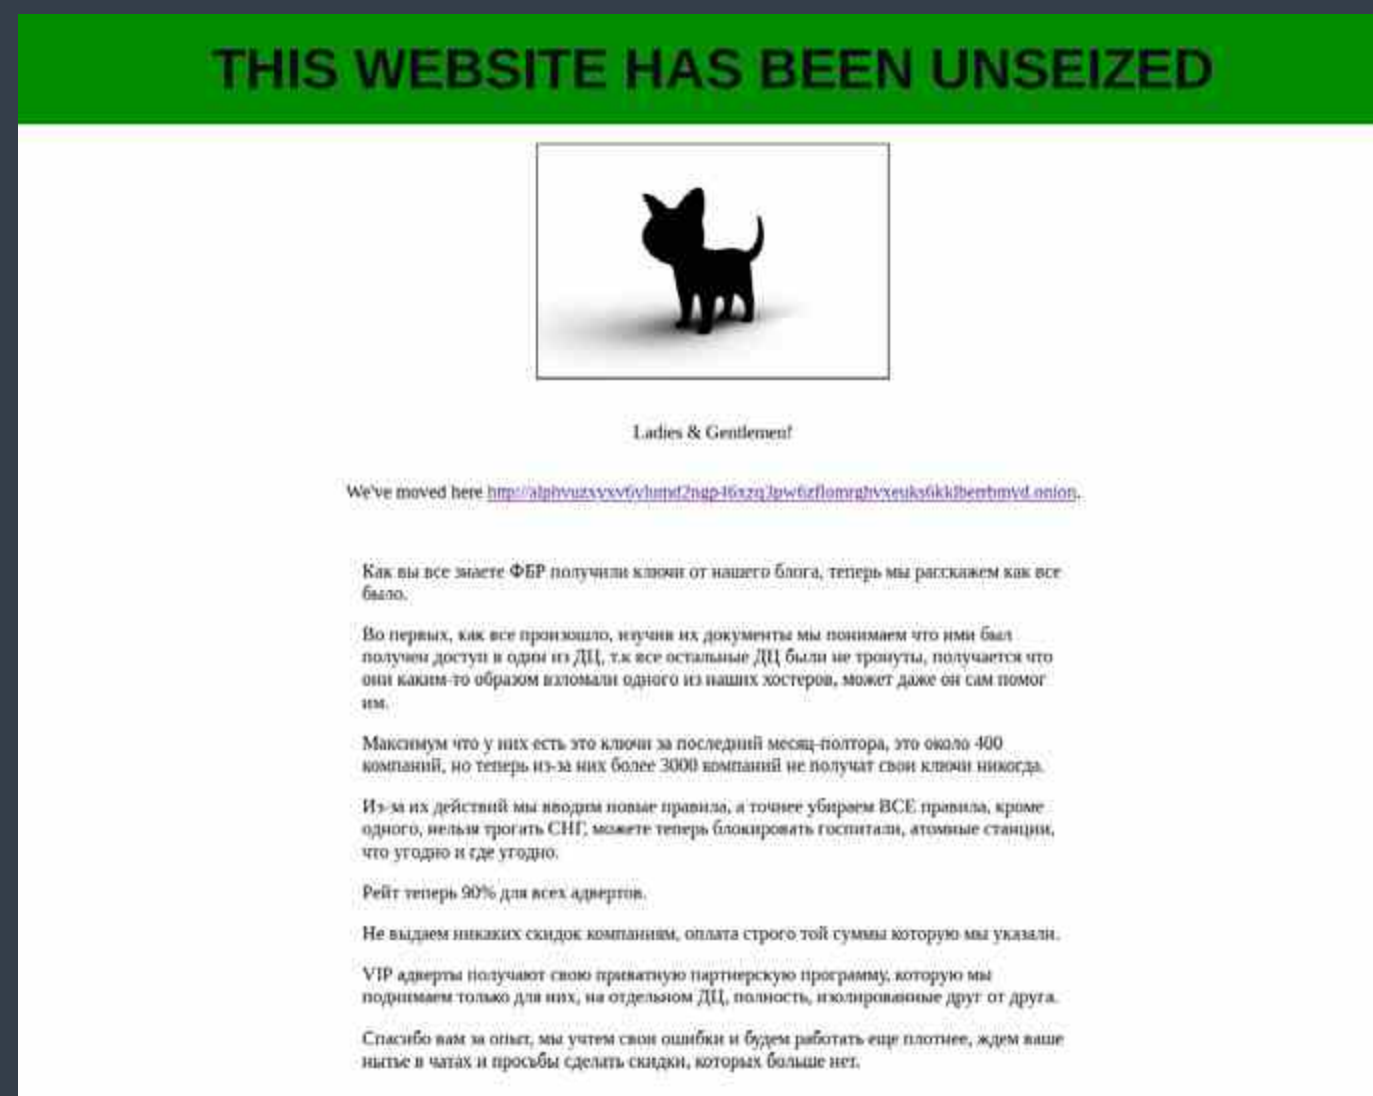 THIS WEBSITE HAS BEEN UNSEIZED
Ladies & Gentlemen!
We've moved here
Как вы все знаете ФБР получили ключи от нашего блога, теперь мы расскажем как все
было.
Во первых, как все произошло, изучив их документы мы понимаем что ими был
получен доступ в один из ДЦ, т.к все остальные ДЦ были не тронуты, получается что
они каким-то образом взломали одного из наших хостеров, может даже он сам помог
им.
Максимум что у них есть это ключи за последний месяц-полтора, это около 400
компаний, но теперь из-за них более 3000 компаний не получат свои ключи никогда.
Из-за их действий мы вводим новые правила, а точнее убираем ВСЕ правила, кроме
одного, нельзя трогать СНГ, можете теперь блокировать госпитали, атомные станции,
что угодно и где угодно.
Рейт теперь 90% для всех адвертов.
Не выдаем никаких скидок компаниям, оплата строго той суммы которую мы указали.
VIP адверты получают свою приватную партнерскую программу, которую мы
поднимаем только для них, на отдельном ДЦ, полность, изолированные друг от друга.
Спасибо вам за опыт, мы учтем свои ошибки и будем работать еще плотнее, ждем ваше
нытье в чатах и просьбы сделать скидки, которых больше нет.